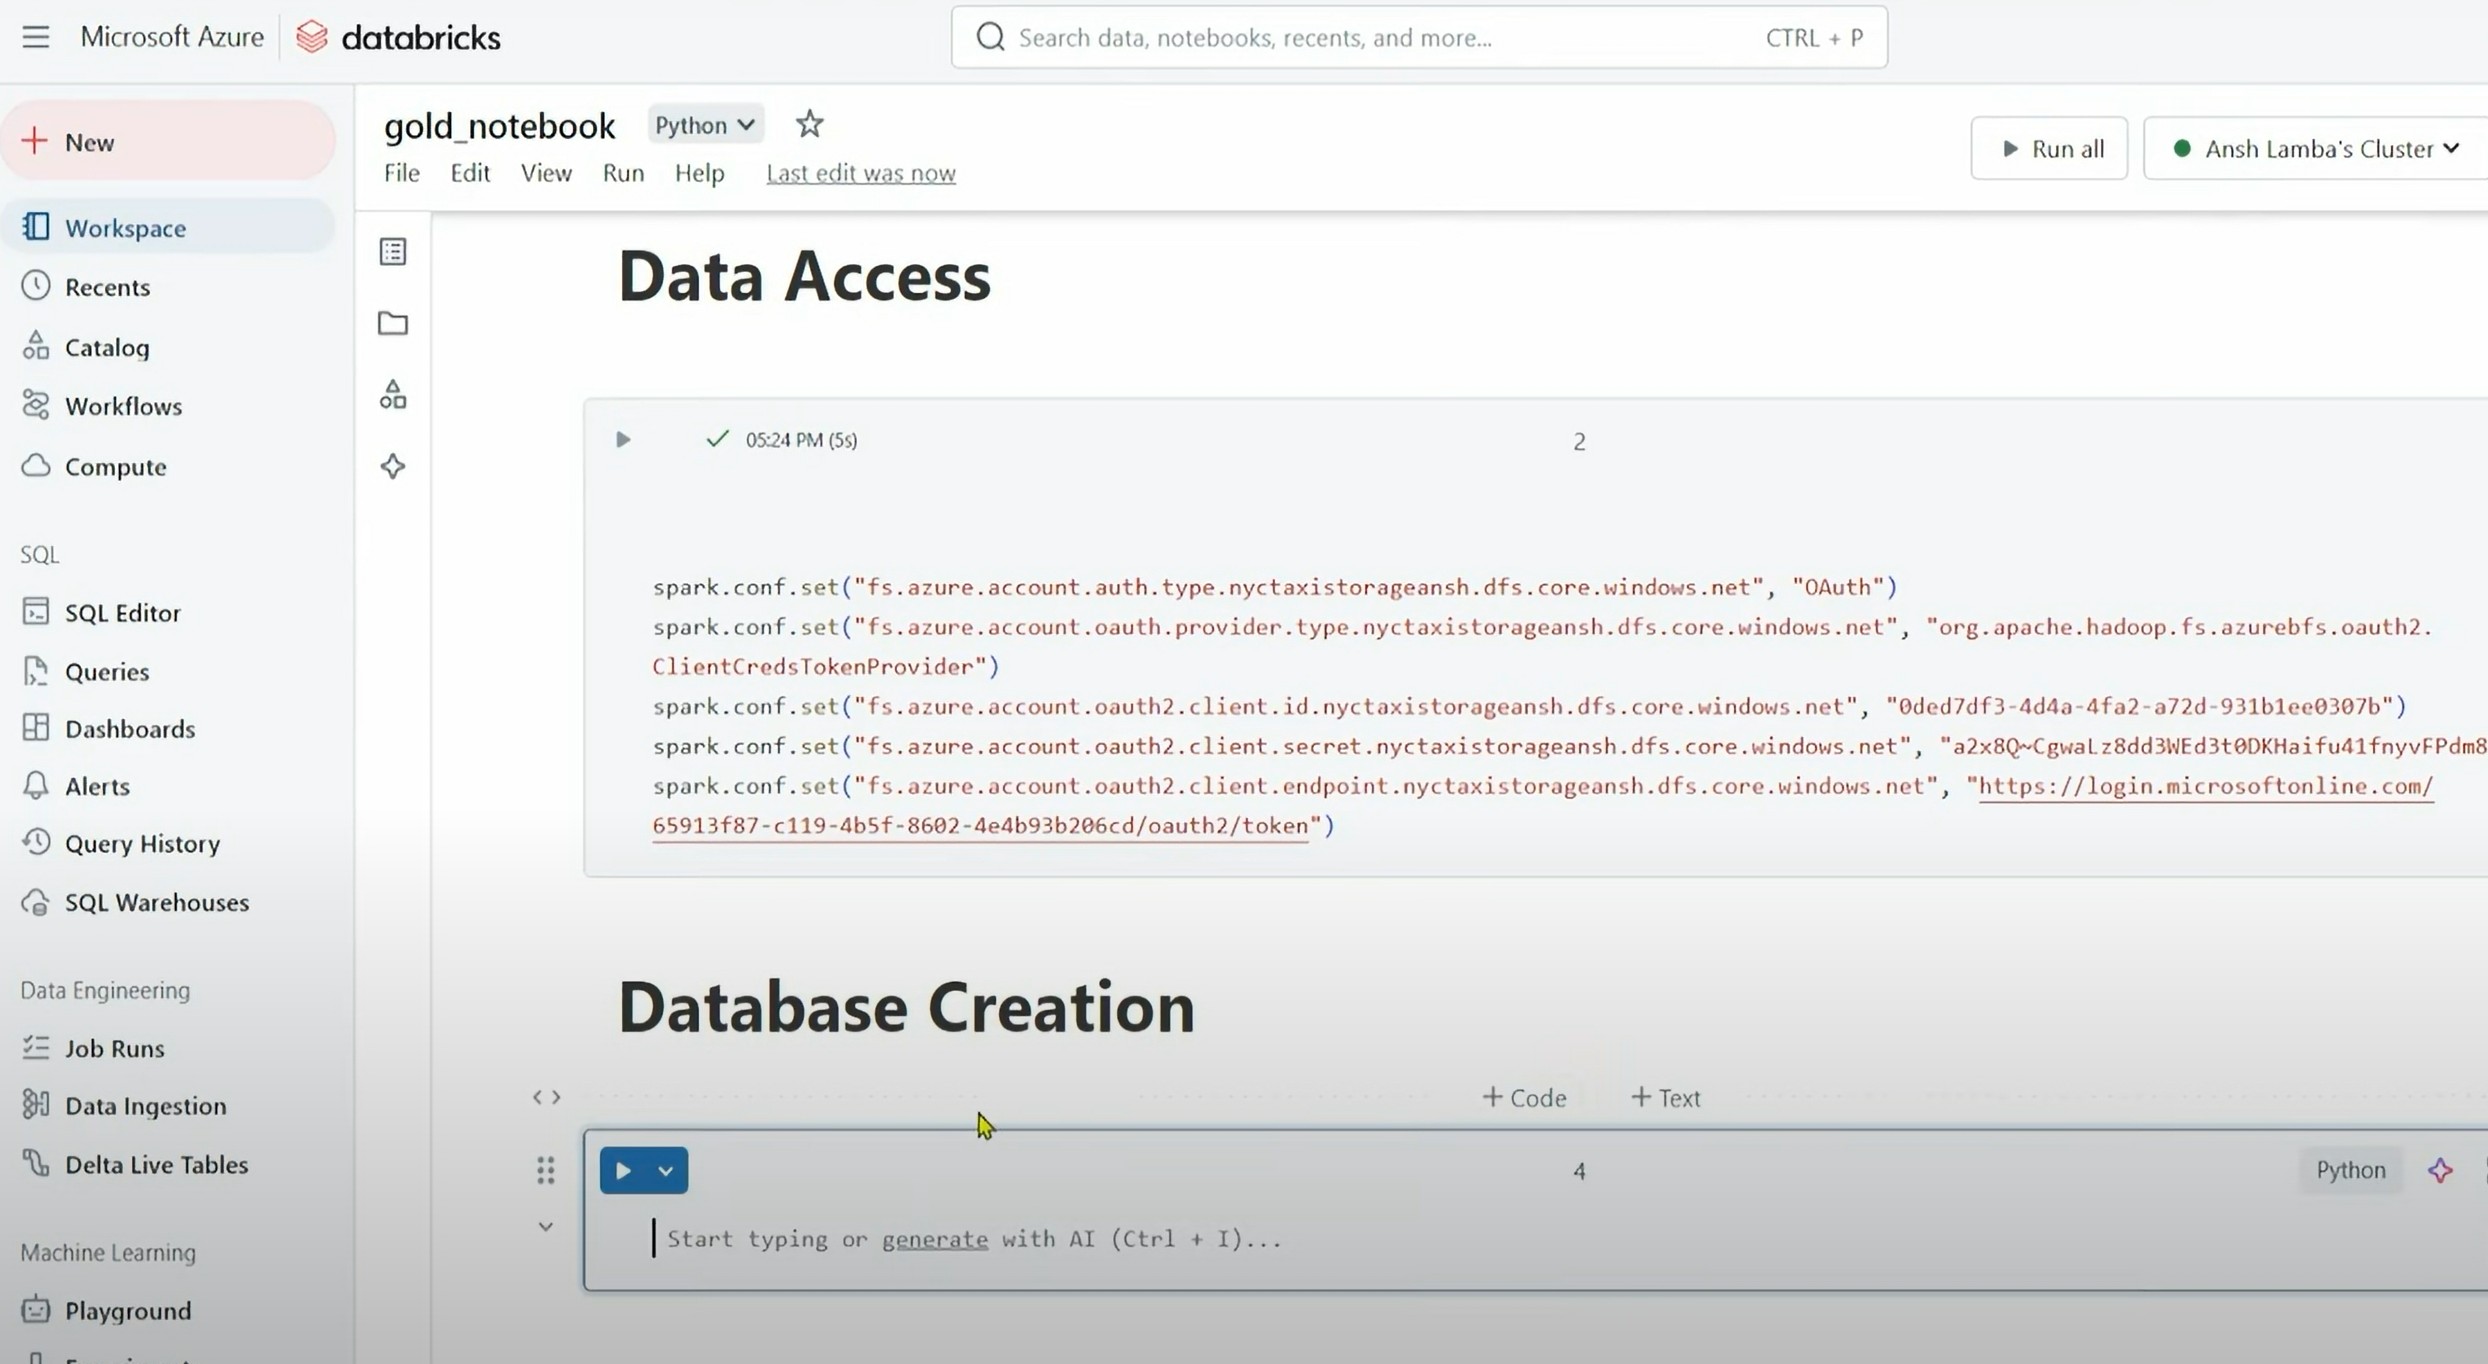 Microsoft Azure databricks
Search data, notebooks, recents, and more... CTRL + P
New
Workspace
Recents
Catalog
Workflows
Compute
SQL
SQL Editor
Queries
Dashboards
Alerts
Query History
SQL Warehouses
Data Engineering
Job Runs
Data Ingestion
Delta Live Tables
Machine Learning
Playground
gold_notebook Python
File Edit View Run Help Last edit was now
Run all Ansh Lamba's Cluster
Data Access
05:24 PM (5s) 2
spark.conf.set("fs.azure.account.auth.type.nyctaxistorageansh.dfs.core.windows.net", "OAuth")
spark.conf.set("fs.azure.account.oauth.provider.type.nyctaxistorageansh.dfs.core.windows.net", "org.apache.hadoop.fs.azurebfs.oauth2.
ClientCredsTokenProvider")
spark.conf.set("fs.azure.account.oauth2.client.id.nyctaxistorageansh.dfs.core.windows.net", "0ded7df3-4d4a-4fa2-a72d-931b1ee0307b")
spark.conf.set("fs.azure.account.oauth2.client.secret.nyctaxistorageansh.dfs.core.windows.net", "a2x8Q~CgwaLz8dd3WEd3t0DKHaifu41fnyvFPdm8
spark.conf.set("fs.azure.account.oauth2.client.endpoint.nyctaxistorageansh.dfs.core.windows.net", "https://login.microsoftonline.com/
65913f87-c119-4b5f-8602-4e4b93b206cd/oauth2/token")
Database Creation
+ Code + Text
4 Python
Start typing or generate with AI (Ctrl + I)...